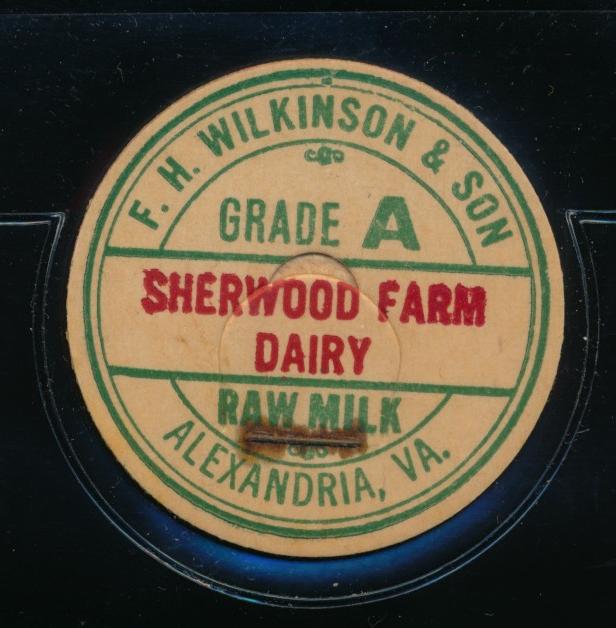 F. H. WILKINSON & SON
GRADE A
SHERWOOD FARM
DAIRY
RAW MILK
ALEXANDRIA, VA.